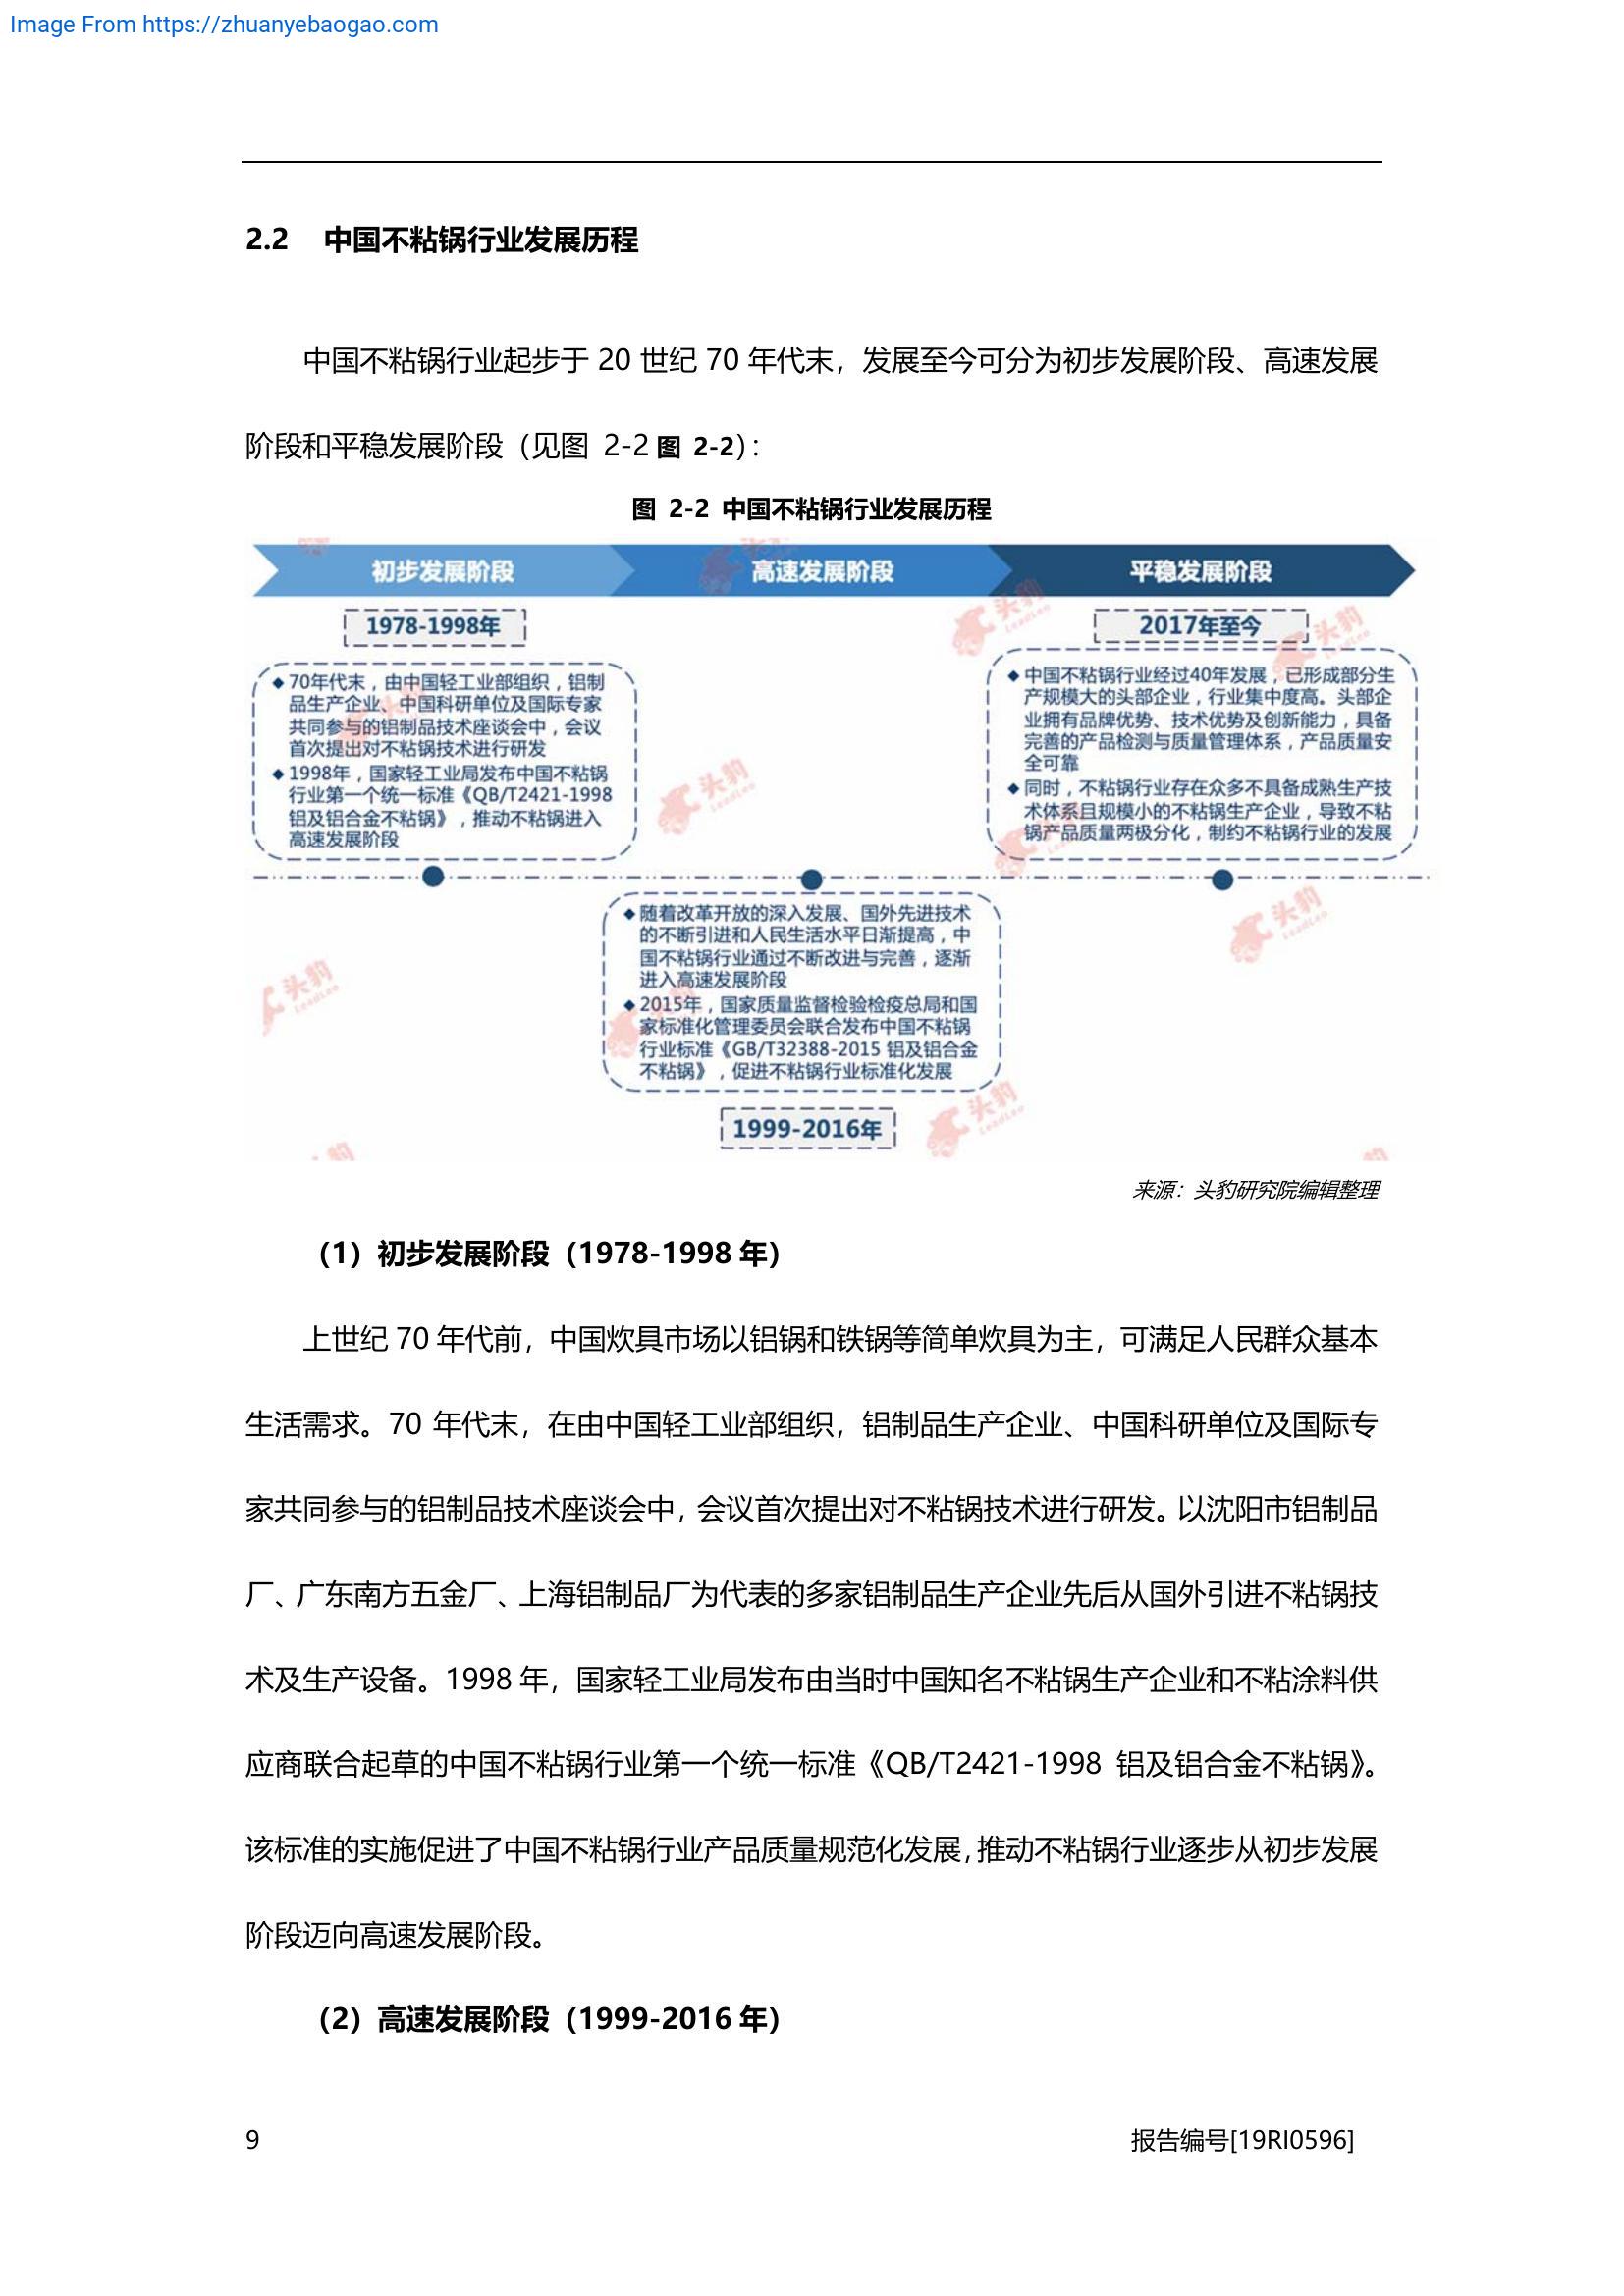 Image From https://zhuanyebaogao.com
2.2 中国不粘锅行业发展历程
中国不粘锅行业起步于 20 世纪 70 年代末，发展至今可分为初步发展阶段、高速发展
阶段和平稳发展阶段（见图 2-2 图 2-2）：
图 2-2 中国不粘锅行业发展历程
初步发展阶段
高速发展阶段
平稳发展阶段
1978-1998年
◆ 70年代末，由中国轻工业部组织，铝制
品生产企业、中国科研单位及国际专家
共同参与的铝制品技术座谈会中，会议
首次提出对不粘锅技术进行研发
◆ 1998年，国家轻工业局发布中国不粘锅
行业第一个统一标准《QB/T2421-1998
铝及铝合金不粘锅》，推动不粘锅进入
高速发展阶段
2017年至今
◆ 中国不粘锅行业经过40年发展，已形成部分生
产规模大的头部企业，行业集中度高。头部企
业拥有品牌优势、技术优势及创新能力，具备
完善的产品检测与质量管理体系，产品质量安
全可靠
◆ 同时，不粘锅行业存在众多不具备成熟生产技
术体系且规模小的不粘锅生产企业，导致不粘
锅产品质量两极分化，制约不粘锅行业的发展
◆ 随着改革开放的深入发展、国外先进技术
的不断引进和人民生活水平日渐提高，中
国不粘锅行业通过不断改进与完善，逐渐
进入高速发展阶段
◆ 2015年，国家质量监督检验检疫总局和国
家标准化管理委员会联合发布中国不粘锅
行业标准《GB/T32388-2015 铝及铝合金
不粘锅》，促进不粘锅行业标准化发展
1999-2016年
头豹
LeadLeo
来源：头豹研究院编辑整理
（1）初步发展阶段（1978-1998 年）
上世纪 70 年代前，中国炊具市场以铝锅和铁锅等简单炊具为主，可满足人民群众基本
生活需求。70 年代末，在由中国轻工业部组织，铝制品生产企业、中国科研单位及国际专
家共同参与的铝制品技术座谈会中，会议首次提出对不粘锅技术进行研发。以沈阳市铝制品
厂、广东南方五金厂、上海铝制品厂为代表的多家铝制品生产企业先后从国外引进不粘锅技
术及生产设备。1998 年，国家轻工业局发布由当时中国知名不粘锅生产企业和不粘涂料供
应商联合起草的中国不粘锅行业第一个统一标准《QB/T2421-1998 铝及铝合金不粘锅》。
该标准的实施促进了中国不粘锅行业产品质量规范化发展，推动不粘锅行业逐步从初步发展
阶段迈向高速发展阶段。
（2）高速发展阶段（1999-2016 年）
9
报告编号[19RI0596]